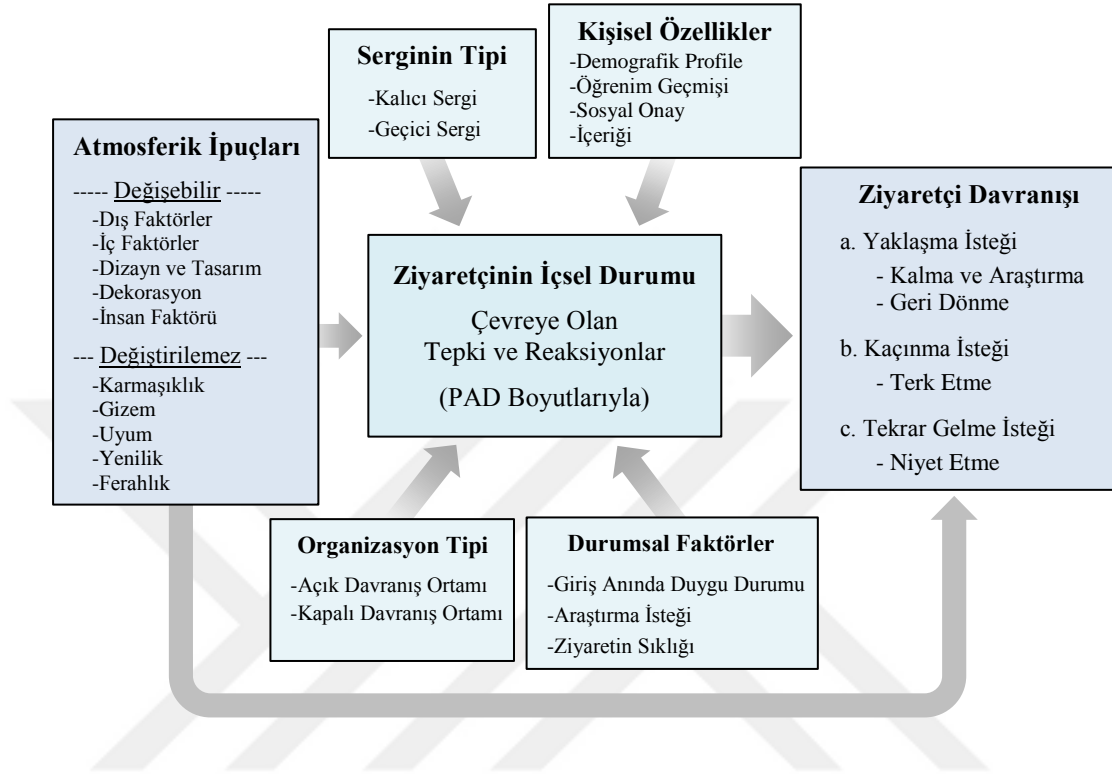 Serginin Tipi
-Kalıcı Sergi
-Geçici Sergi
Kişisel Özellikler
-Demografik Profile
-Öğrenim Geçmişi
-Sosyal Onay
-İçeriği
Atmosferik İpuçları
----- Değişebilir -----
-Dış Faktörler
-İç Faktörler
-Dizayn ve Tasarım
-Dekorasyon
-İnsan Faktörü
--- Değiştirilemez ---
-Karmaşıklık
-Gizem
-Uyum
-Yenilik
-Ferahlık
Ziyaretçinin İçsel Durumu
Çevreye Olan
Tepki ve Reaksiyonlar
(PAD Boyutlarıyla)
Ziyaretçi Davranışı
a. Yaklaşma İsteği
- Kalma ve Araştırma
- Geri Dönme
b. Kaçınma İsteği
- Terk Etme
c. Tekrar Gelme İsteği
- Niyet Etme
Organizasyon Tipi
-Açık Davranış Ortamı
-Kapalı Davranış Ortamı
Durumsal Faktörler
-Giriş Anında Duygu Durumu
-Araştırma İsteği
-Ziyaretin Sıklığı